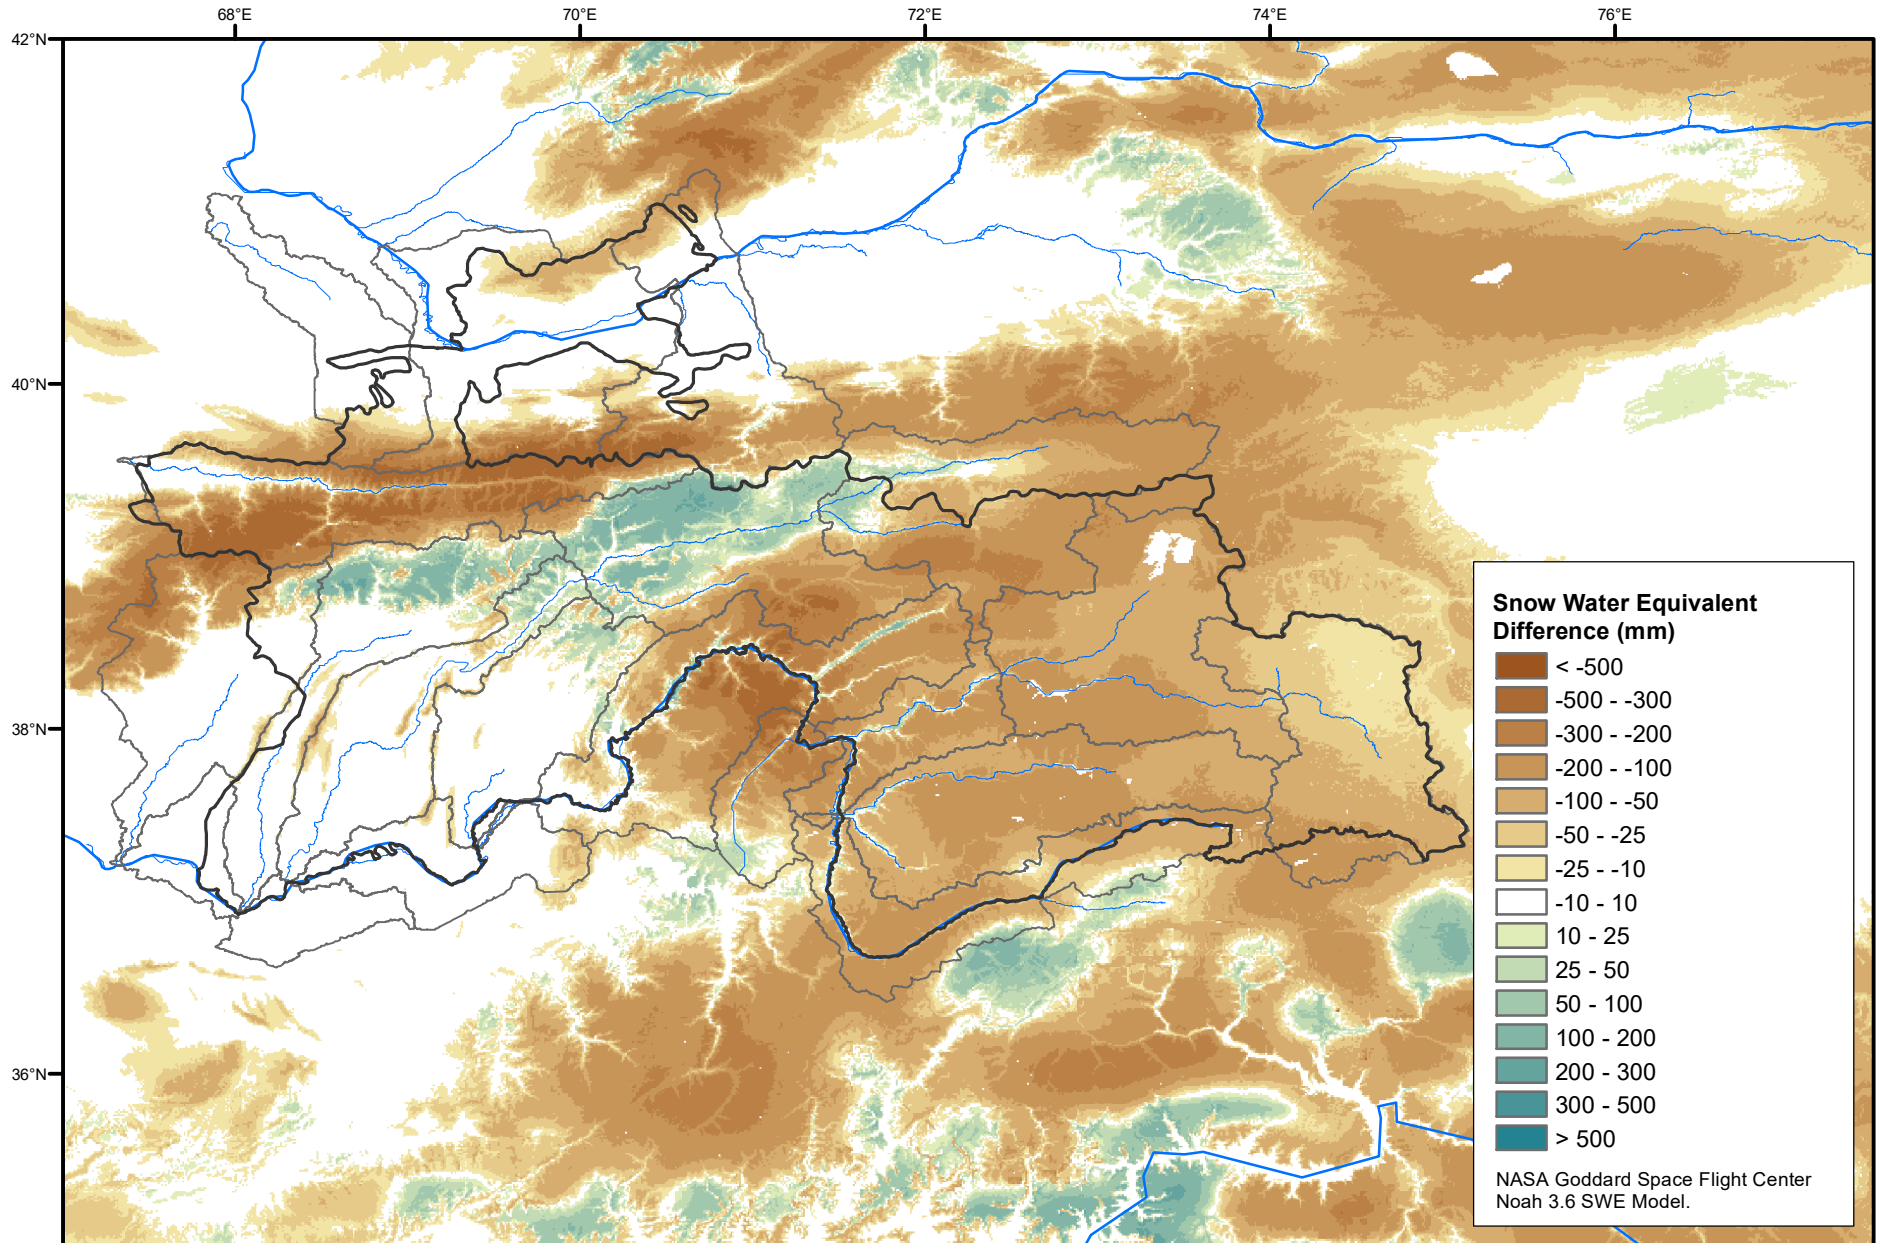 68°E 70°E 72°E 74°E 76°E
42°N
40°N
38°N
36°N
Snow Water Equivalent
Difference (mm)
< -500
-500 - -300
-300 - -200
-200 - -100
-100 - -50
-50 - -25
-25 - -10
-10 - 10
10 - 25
25 - 50
50 - 100
100 - 200
200 - 300
300 - 500
> 500
NASA Goddard Space Flight Center
Noah 3.6 SWE Model.